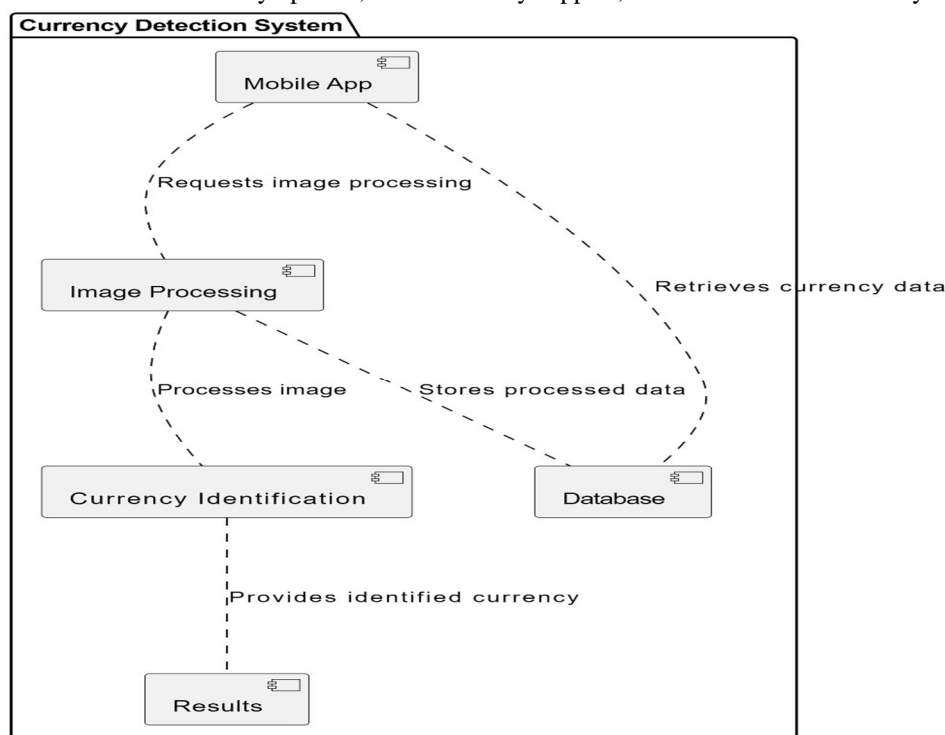 Currency Detection System
Mobile App
Requests image processing
Image Processing
Retrieves currency data
Processes image
Stores processed data
Currency Identification
Database
Provides identified currency
Results